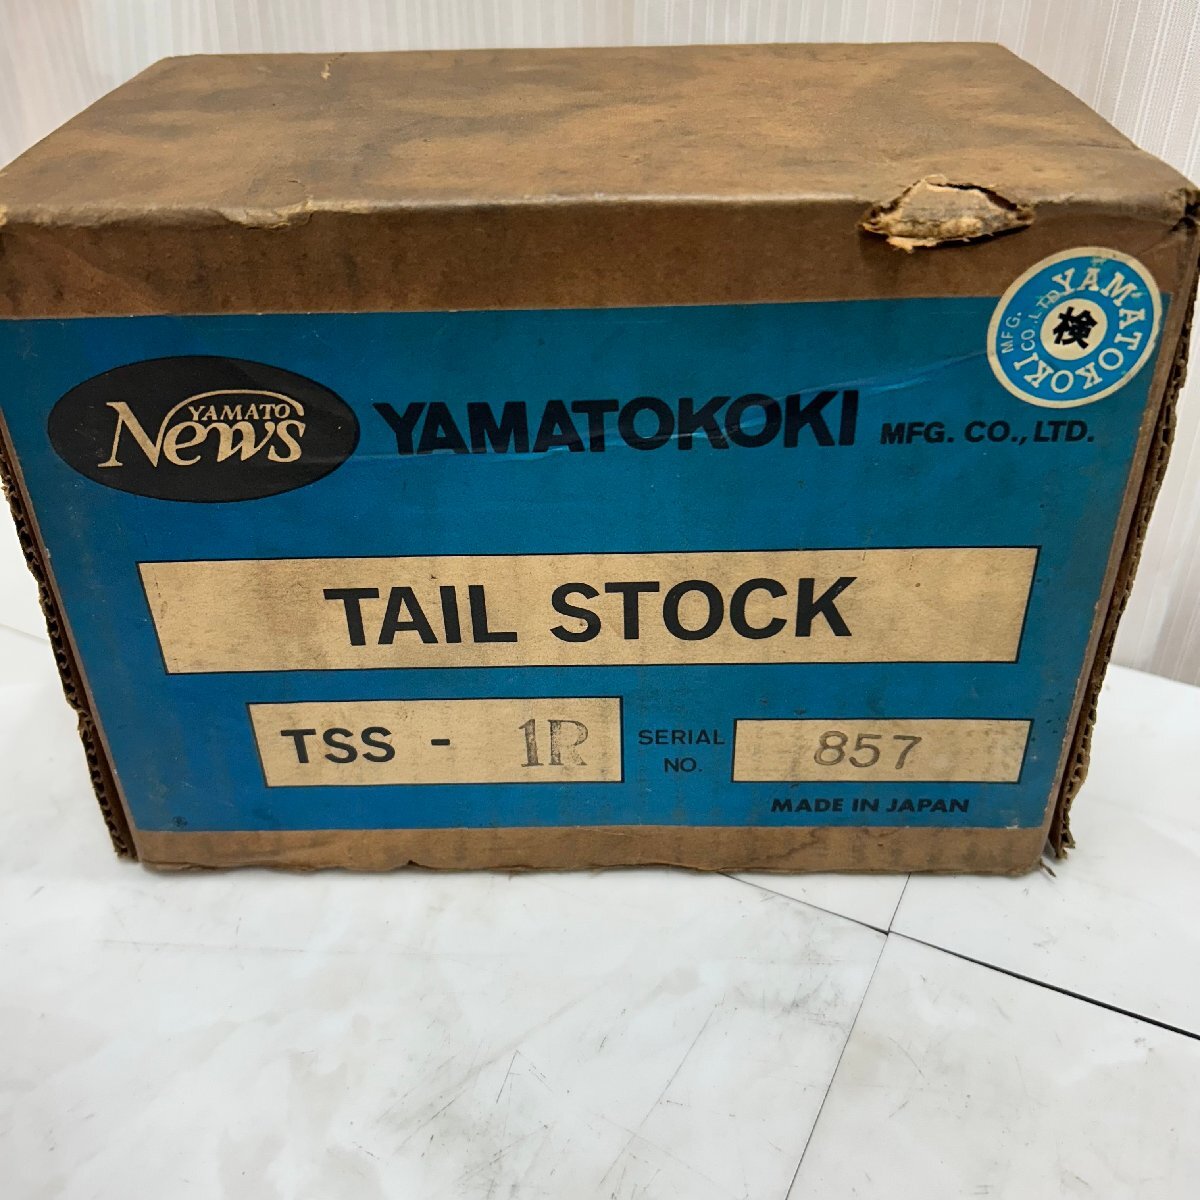 YAMATO
News
YAMATOKOKI MFG. CO., LTD.
YAMATOKOKI
MFG. CO. LTD
検
TAIL STOCK
TSS - 1R
SERIAL NO. 857
MADE IN JAPAN